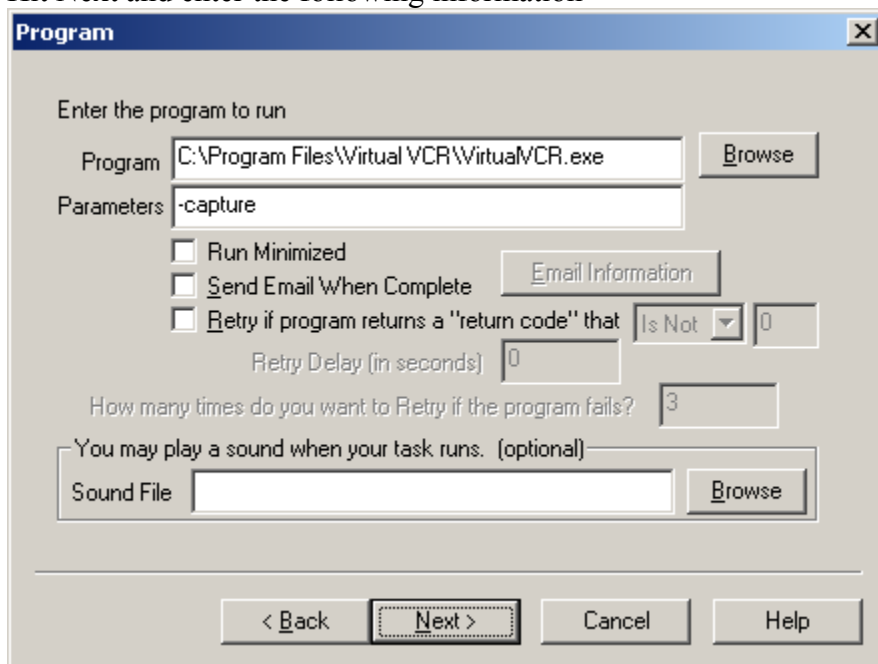 Hit Next and enter the following information
Program
Enter the program to run
Program C:\Program Files\Virtual VCR\VirtualVCR.exe Browse
Parameters -capture
Run Minimized
Send Email When Complete Email Information
Retry if program returns a "return code" that Is Not 0
Retry Delay (in seconds) 0
How many times do you want to Retry if the program fails? 3
You may play a sound when your task runs. (optional)
Sound File Browse
< Back Next > Cancel Help